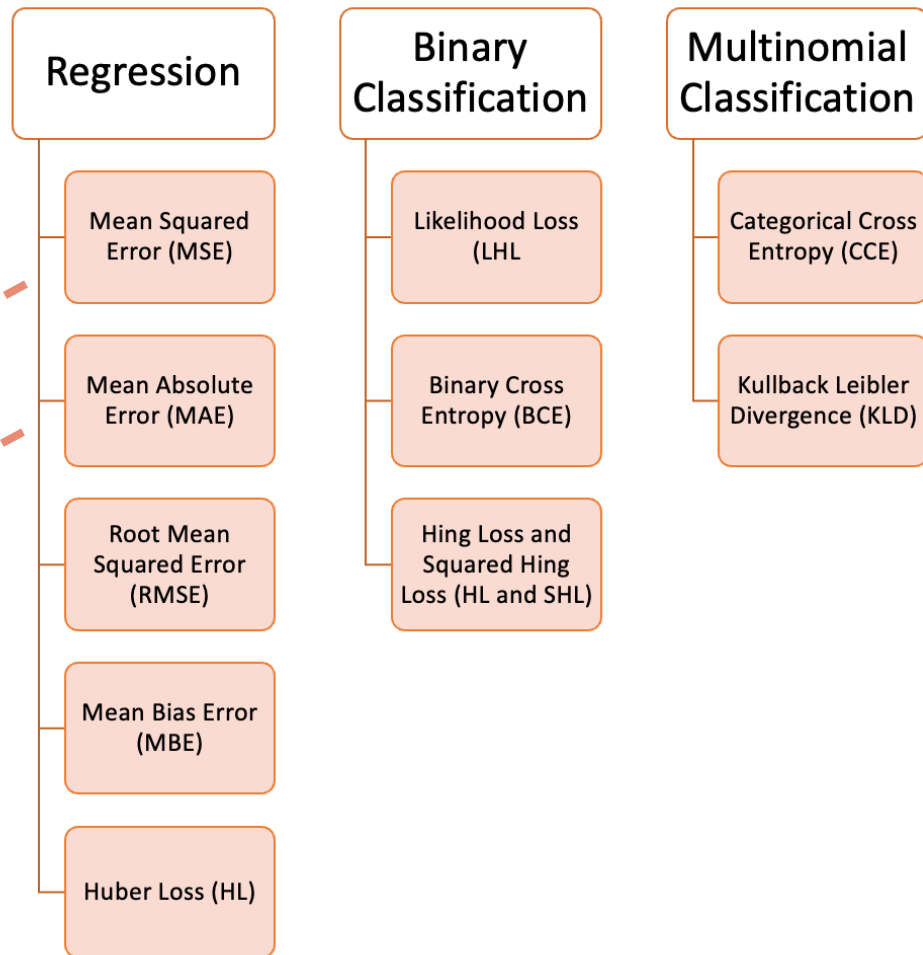 Regression
Mean Squared
Error (MSE)
Mean Absolute
Error (MAE)
Root Mean
Squared Error
(RMSE)
Mean Bias Error
(MBE)
Huber Loss (HL)
Binary
Classification
Likelihood Loss
(LHL
Binary Cross
Entropy (BCE)
Hing Loss and
Squared Hing
Loss (HL and SHL)
Multinomial
Classification
Categorical Cross
Entropy (CCE)
Kullback Leibler
Divergence (KLD)